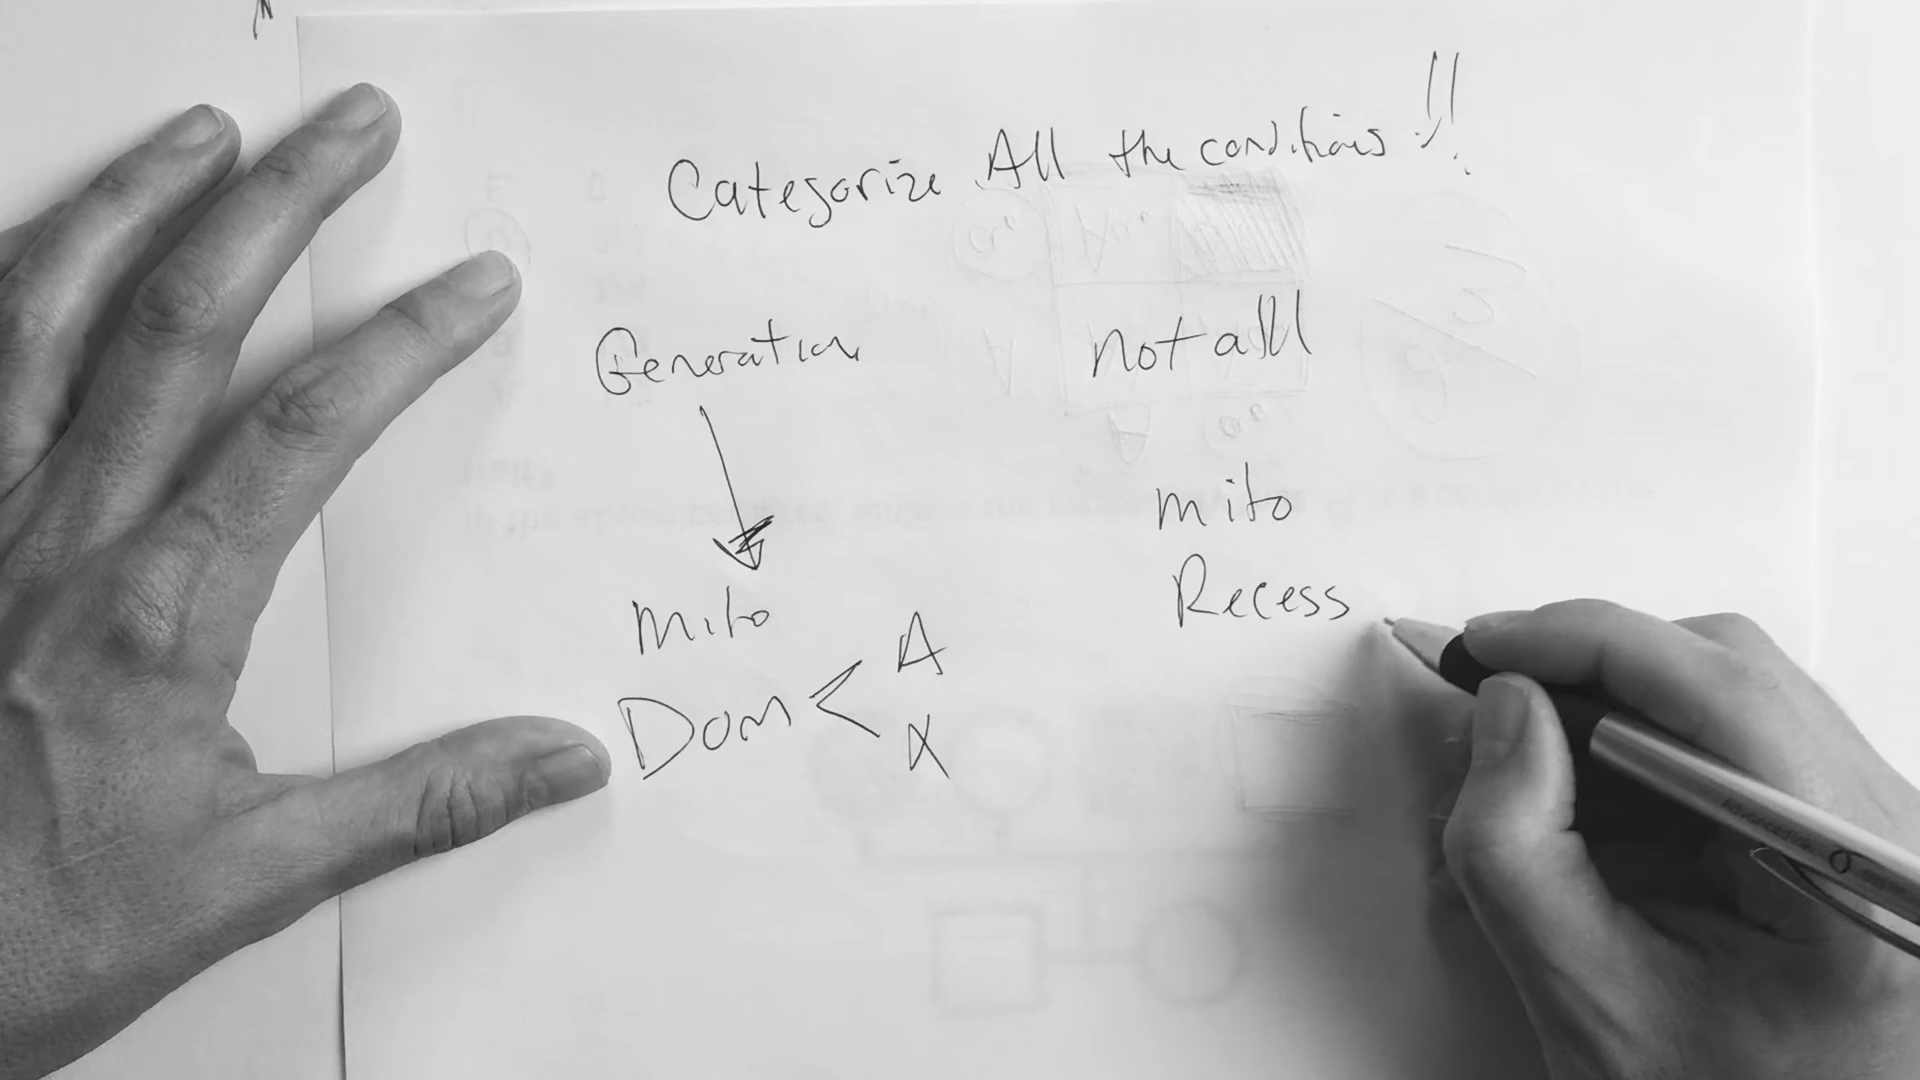 Categorize All the conditions!!
Generation not all
mito
Recess
Mito
Dom < A
X